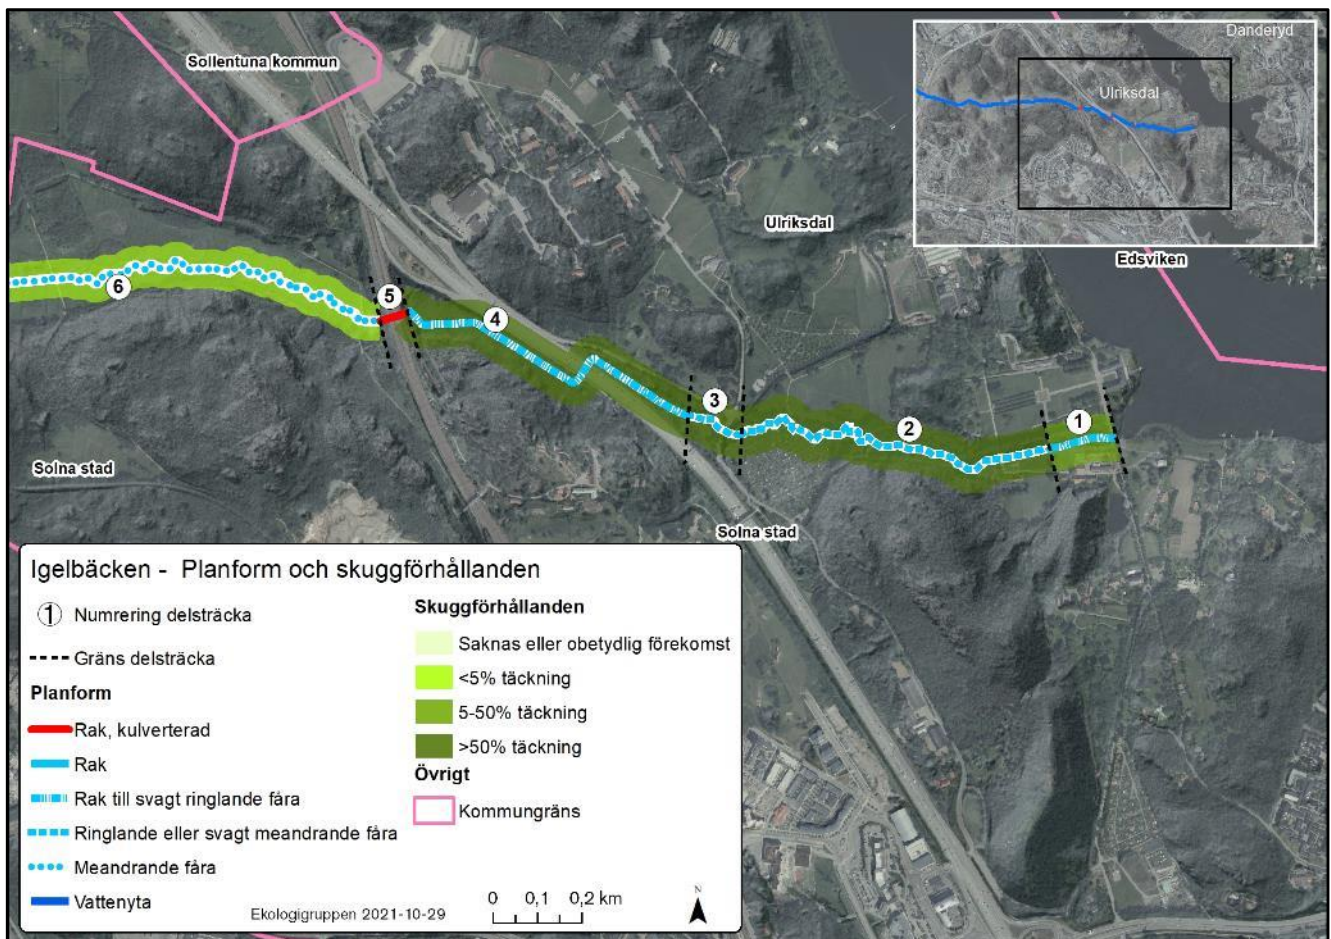 Danderyd
Sollentuna kommun
Ulriksdal
Ulriksdal
Edsviken
6
5
4
3
2
1
Solna stad
Solna stad
Igelbäcken - Planform och skuggförhållanden
1 Numrering delsträcka
Gräns delsträcka
Planform
Rak, kulverterad
Rak
Rak till svagt ringlande fåra
Ringlande eller svagt meandrande fåra
Meandrande fåra
Vattenyta
Skuggförhållanden
Saknas eller obetydlig förekomst
<5% täckning
5-50% täckning
>50% täckning
Övrigt
Kommungräns
Ekologigruppen 2021-10-29
0 0,1 0,2 km
N